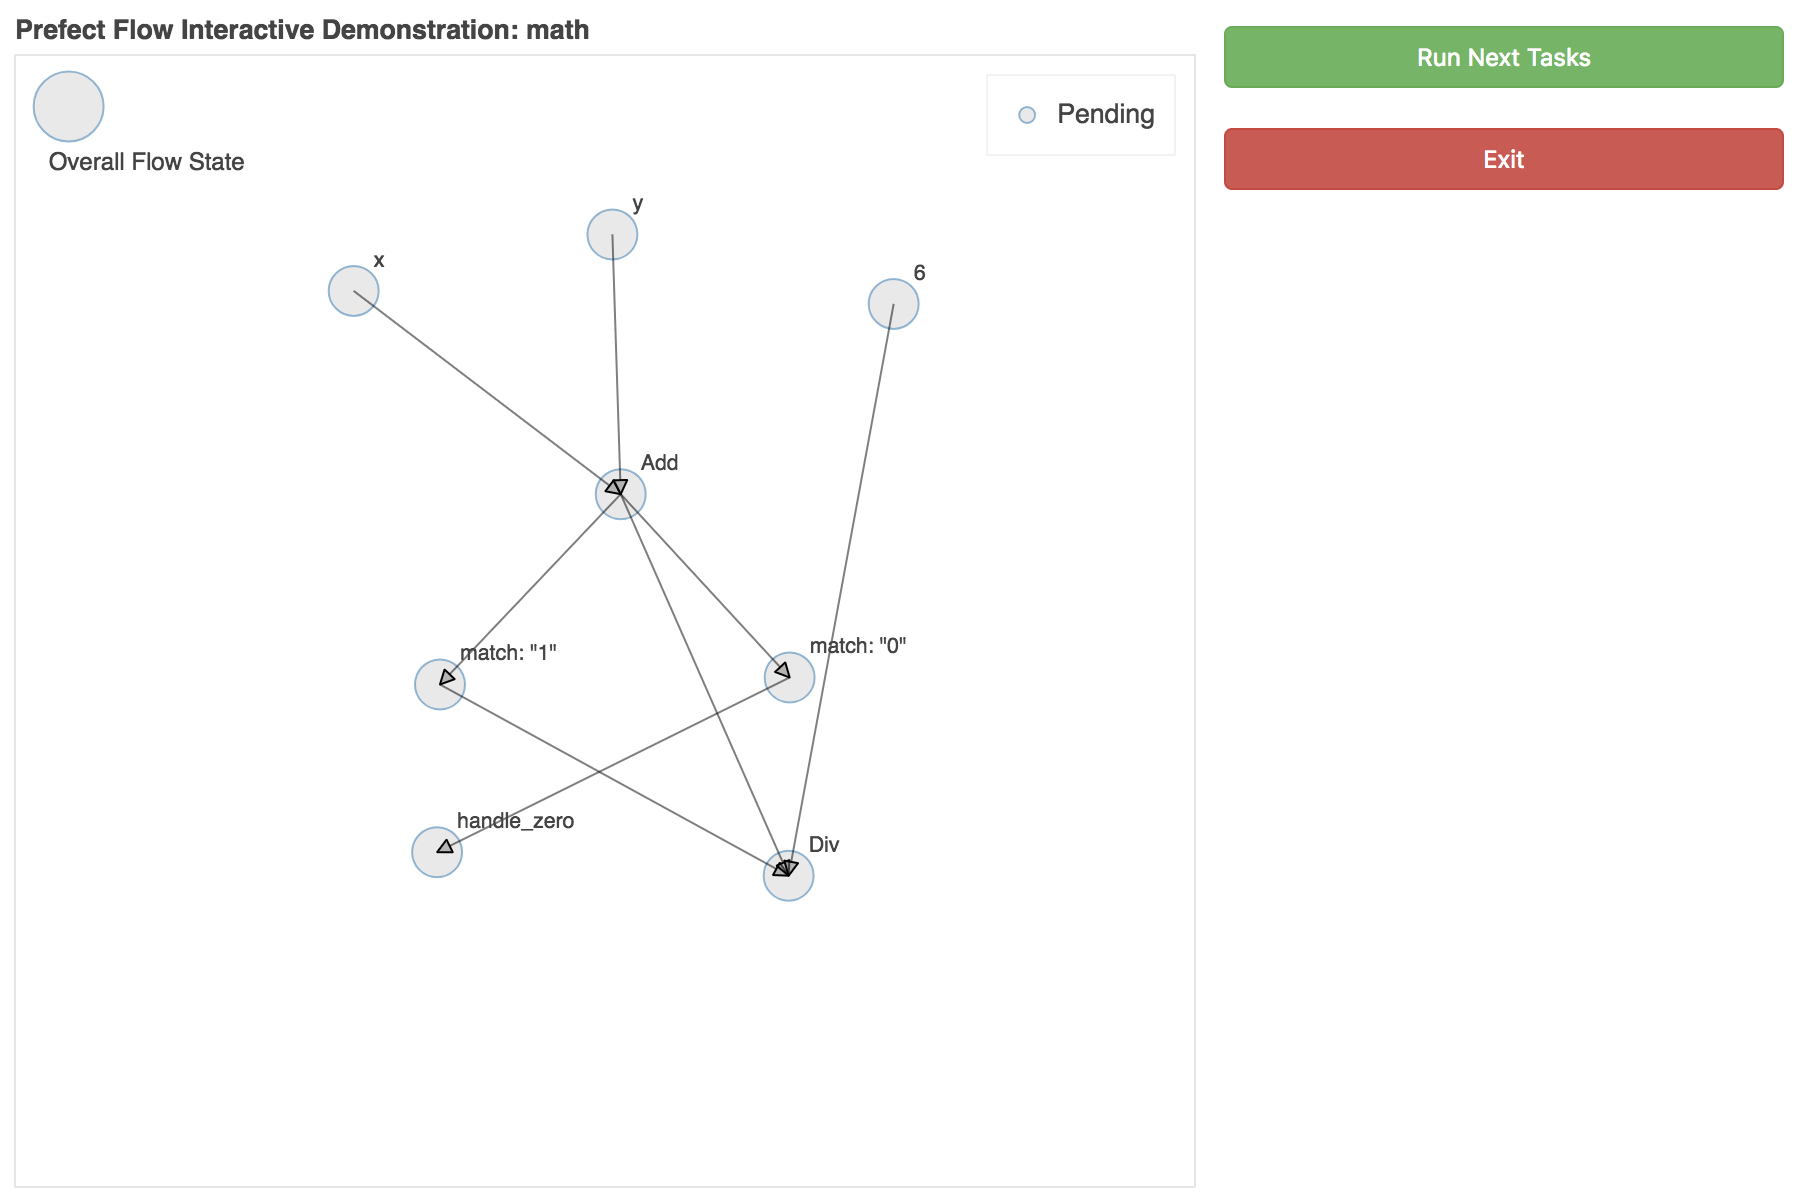 Prefect Flow Interactive Demonstration: math
Run Next Tasks
Pending
Exit
Overall Flow State
y
x
6
Add
match: "1"
match: "0"
handle_zero
Div